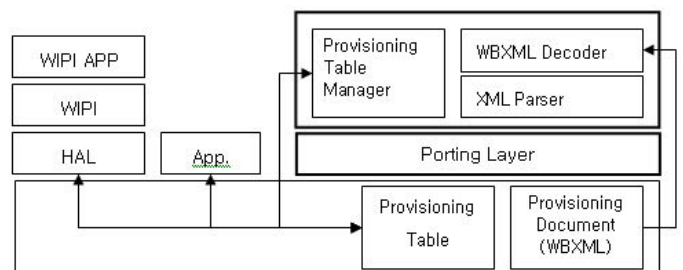 WIPI APP
WIPI
HAL
App.
Provisioning
Table
Manager
WBXML Decoder
XML Parser
Porting Layer
Provisioning
Table
Provisioning
Document
(WBXML)